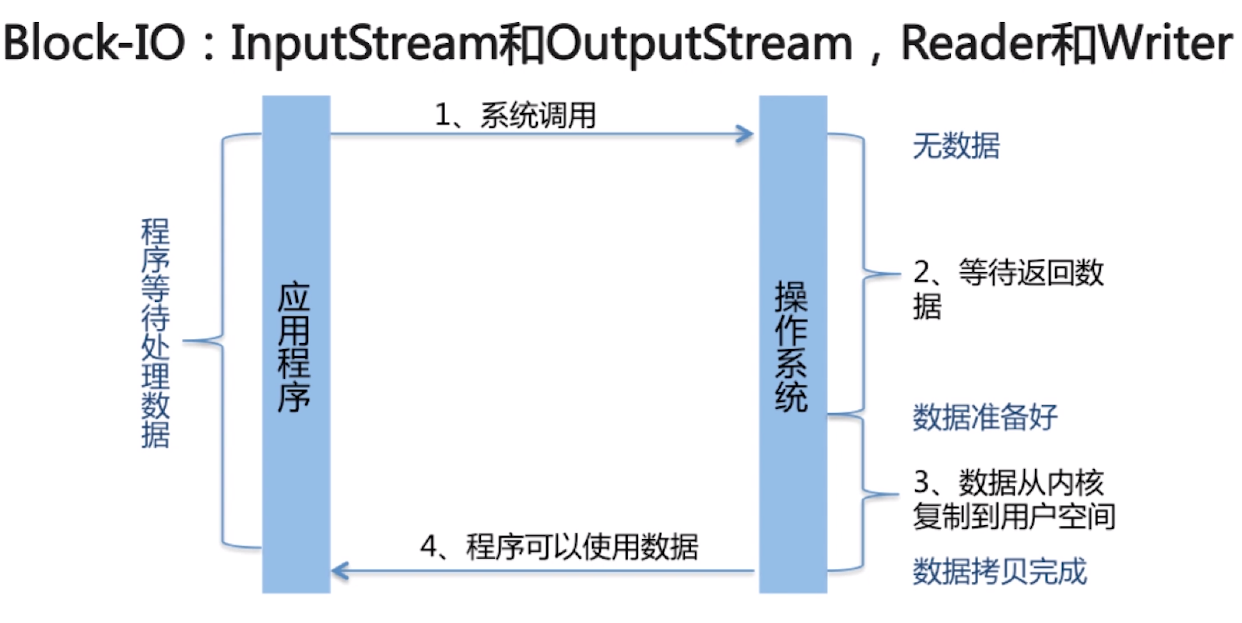 Block-IO：InputStream和OutputStream，Reader和Writer
1、系统调用
无数据
程序等待处理数据
应用程序
操作系统
2、等待返回数
据
数据准备好
3、数据从内核
复制到用户空间
4、程序可以使用数据
数据拷贝完成